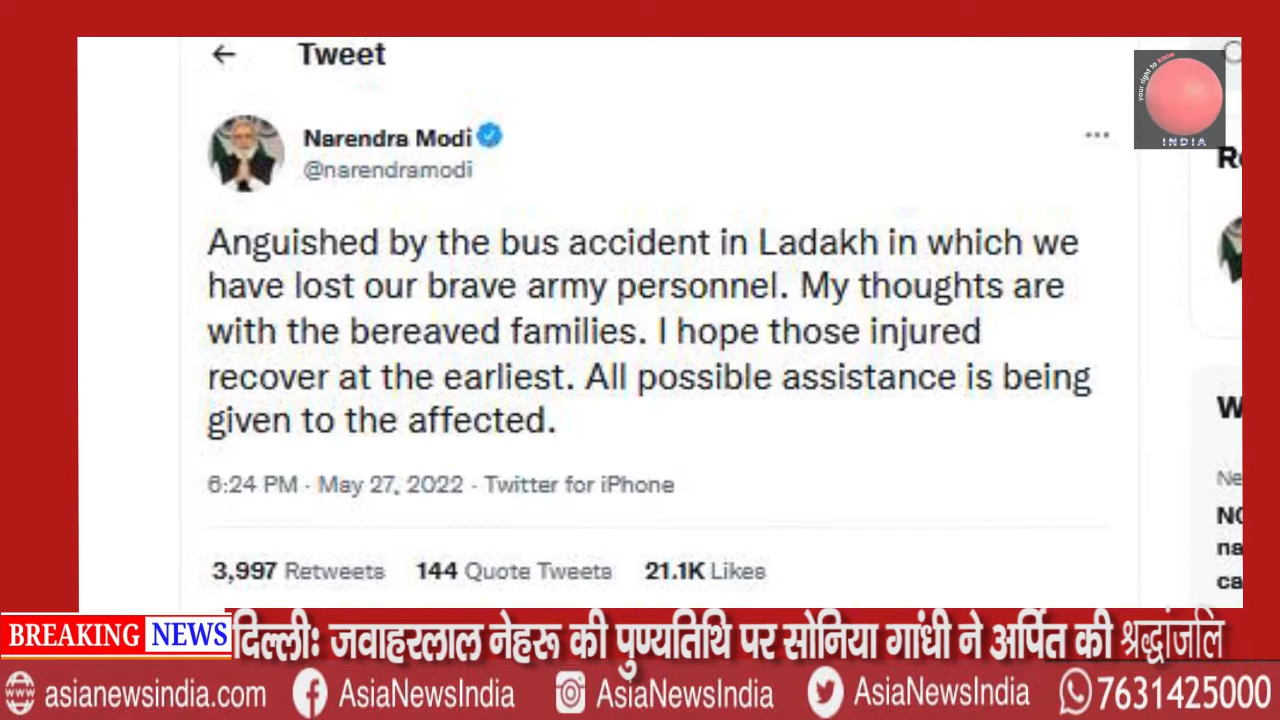 Tweet
your right to know
INDIA
Narendra Modi
@narendramodi
Anguished by the bus accident in Ladakh in which we
have lost our brave army personnel. My thoughts are
with the bereaved families. I hope those injured
recover at the earliest. All possible assistance is being
given to the affected.
6:24 PM · May 27, 2022 · Twitter for iPhone
3,997 Retweets 144 Quote Tweets 21.1K Likes
BREAKING NEWS दिल्लीः जवाहरलाल नेहरू की पुण्यतिथि पर सोनिया गांधी ने अर्पित की श्रद्धांजलि
asianewsindia.com AsiaNewsIndia AsiaNewsIndia AsiaNewsIndia 7631425000